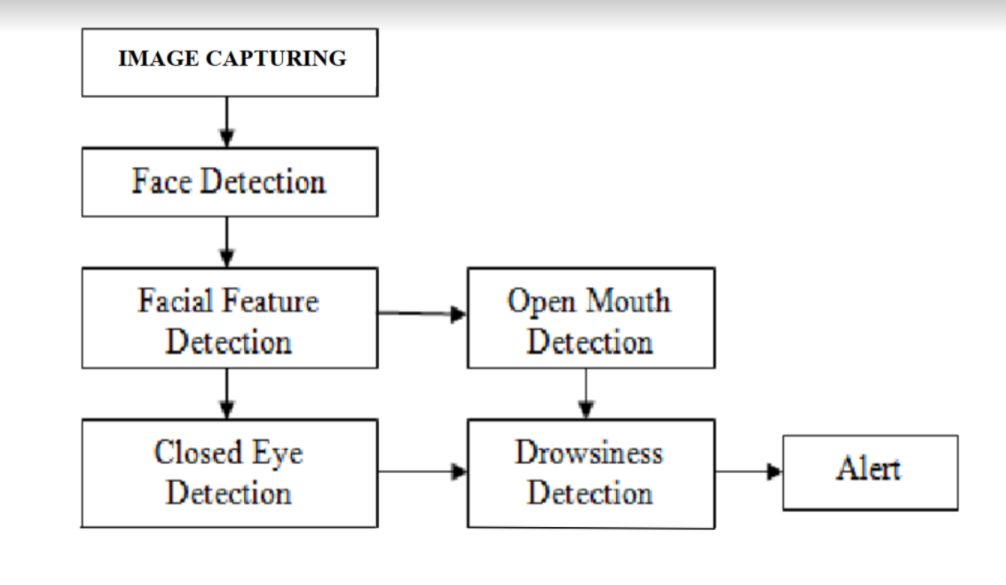 IMAGE CAPTURING
Face Detection
Facial Feature
Detection
Open Mouth
Detection
Closed Eye
Detection
Drowsiness
Detection
Alert